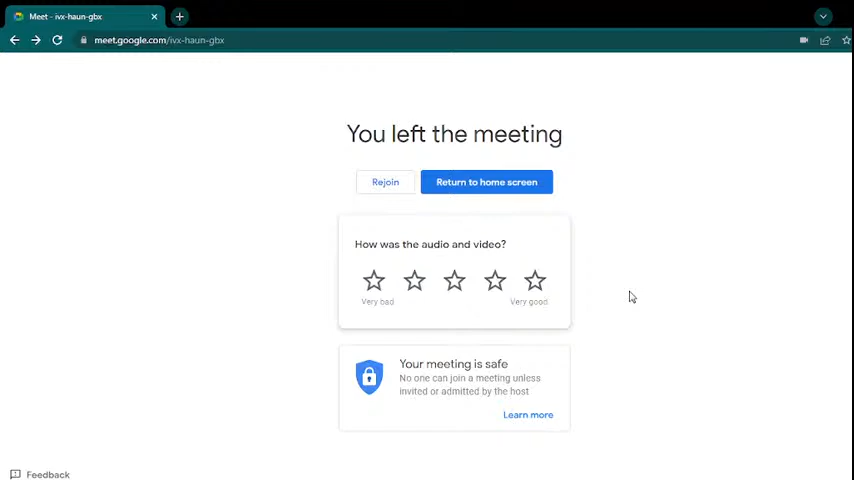 Meet - ivx-haun-gbx
meet.google.com/ivx-haun-gbx
You left the meeting
Rejoin
Return to home screen
How was the audio and video?
Very bad
Very good
Your meeting is safe
No one can join a meeting unless
invited or admitted by the host
Learn more
Feedback